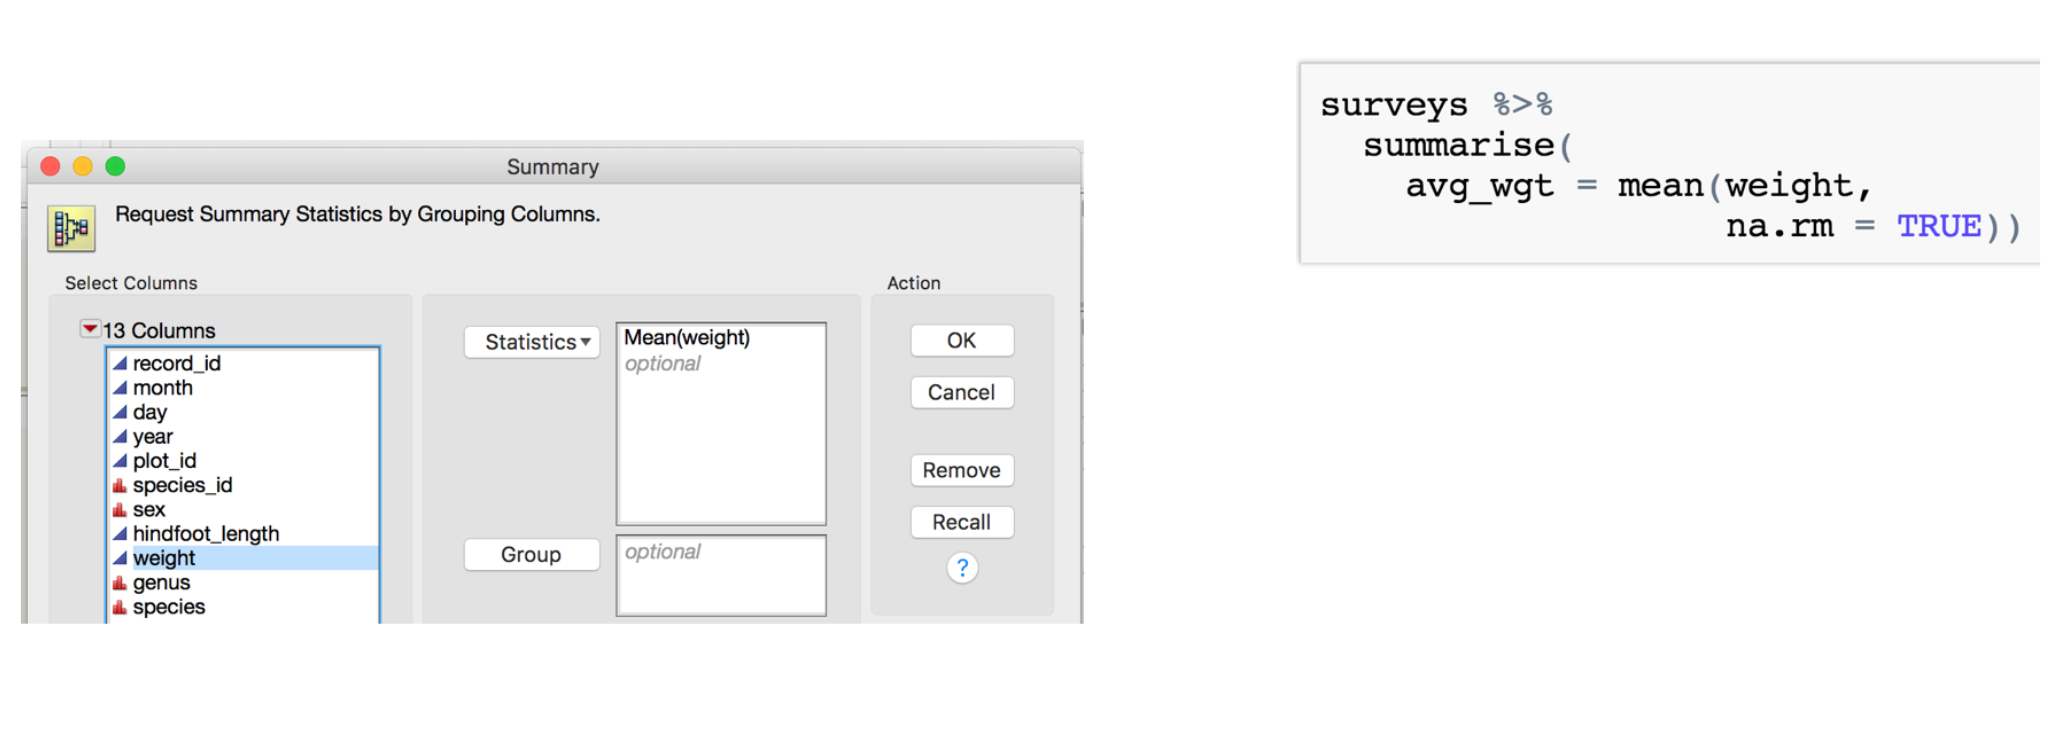 Summary
Request Summary Statistics by Grouping Columns.
Select Columns
13 Columns
record_id
month
day
year
plot_id
species_id
sex
hindfoot_length
weight
genus
species
Statistics
Mean(weight)
optional
Group
optional
Action
OK
Cancel
Remove
Recall
?
surveys %>%
  summarise(
    avg_wgt = mean(weight,
                   na.rm = TRUE))